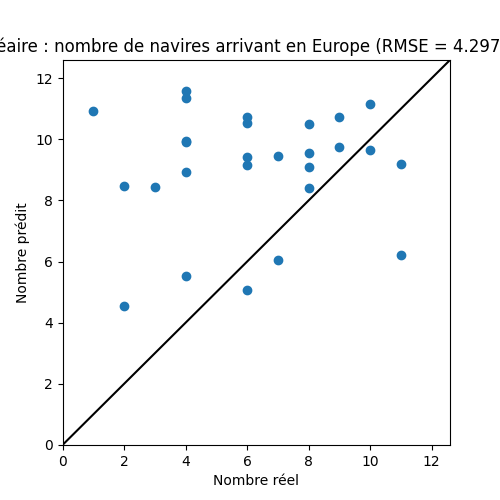 éaire : nombre de navires arrivant en Europe (RMSE = 4.297
12
10
8
6
4
2
0
Nombre prédit
0 2 4 6 8 10 12
Nombre réel